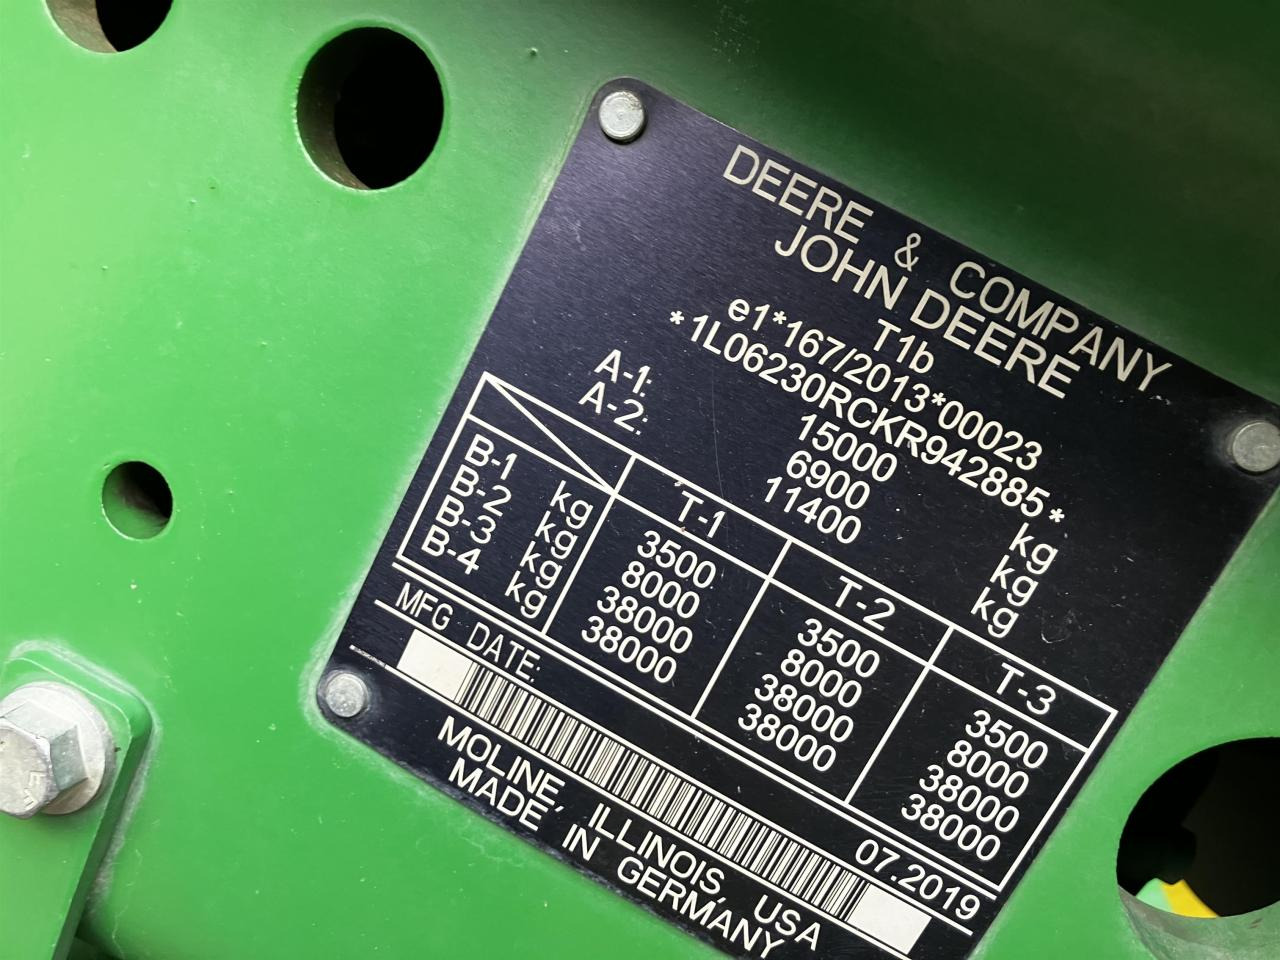 DEERE & COMPANY
JOHN DEERE
T1b
e1*167/2013*00023
*1L06230RCKR942885*
15000 kg
A-1: 6900 kg
A-2: 11400 kg
T-1 T-2 T-3
B-1 kg 3500 3500 3500
B-2 kg 8000 8000 8000
B-3 kg 38000 38000 38000
B-4 kg 38000 38000 38000
MFG DATE: 07.2019
MOLINE, ILLINOIS, USA
MADE IN GERMANY